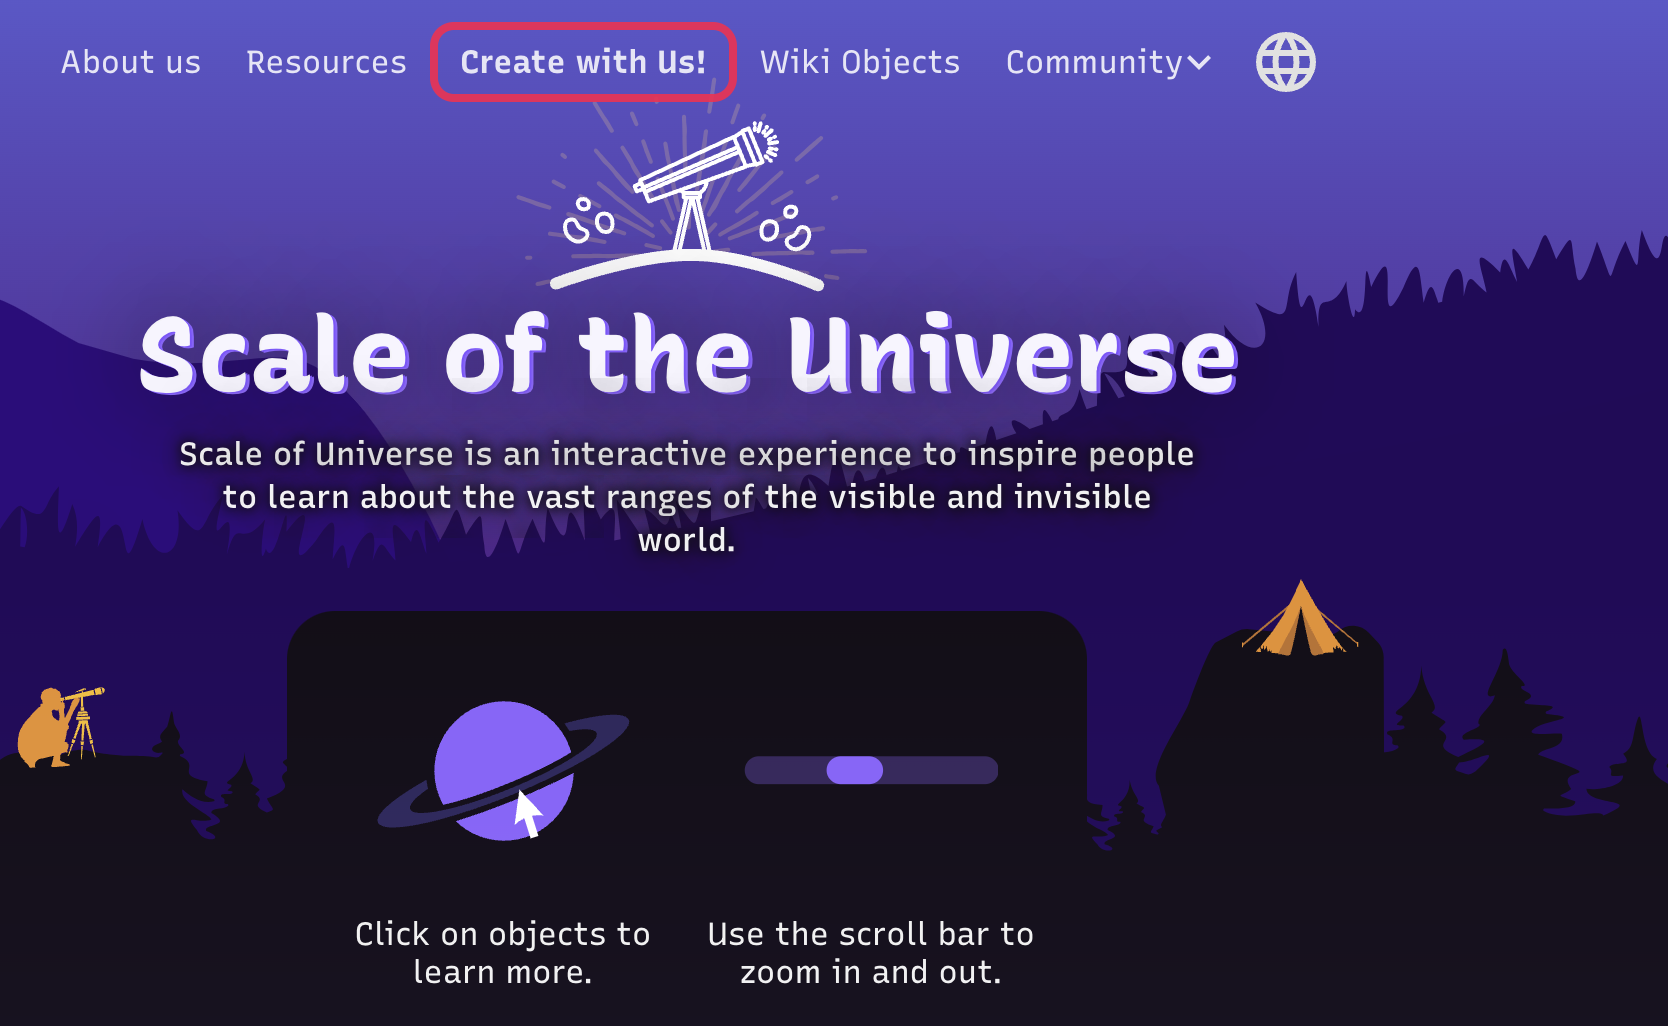 About us Resources Create with Us! Wiki Objects Community
Scale of the Universe
Scale of Universe is an interactive experience to inspire people
to learn about the vast ranges of the visible and invisible
world.
Click on objects to
learn more.
Use the scroll bar to
zoom in and out.